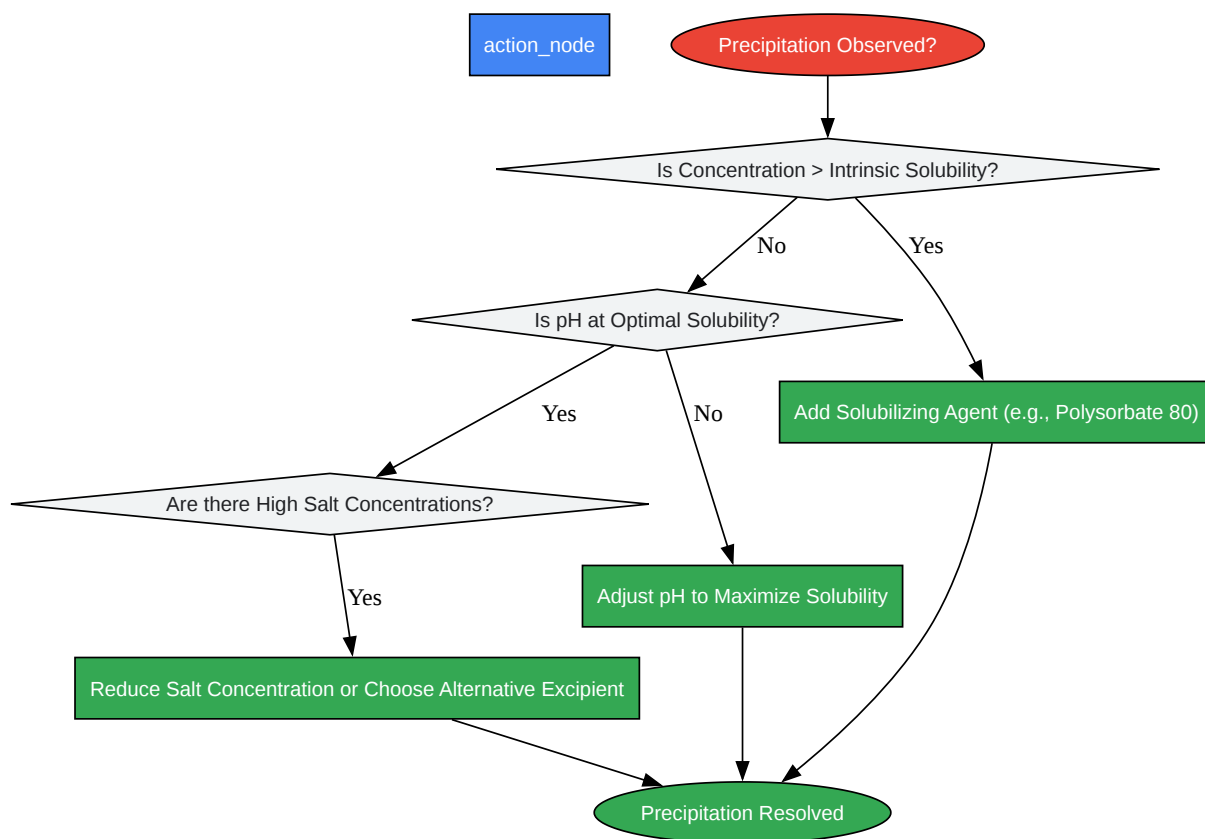 action_node
Precipitation Observed?
Is Concentration > Intrinsic Solubility?
No
Yes
Is pH at Optimal Solubility?
Yes
No
Add Solubilizing Agent (e.g., Polysorbate 80)
Are there High Salt Concentrations?
Yes
Adjust pH to Maximize Solubility
Reduce Salt Concentration or Choose Alternative Excipient
Precipitation Resolved